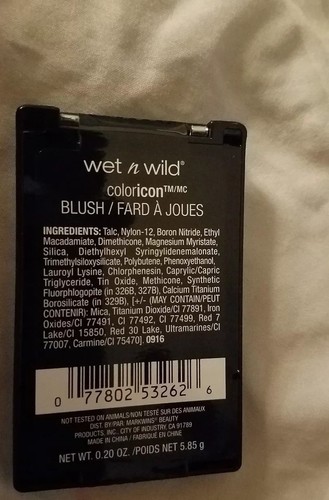 wet n wild®
coloricon™/MC
BLUSH / FARD À JOUES
INGREDIENTS: Talc, Nylon-12, Boron Nitride, Ethyl
Macadamiate, Dimethicone, Magnesium Myristate,
Silica, Diethylhexyl Syringylidenemalonate,
Trimethylsiloxysilicate, Polybutene, Phenoxyethanol,
Lauroyl Lysine, Chlorphenesin, Caprylic/Capric
Triglyceride, Tin Oxide, Methicone, Synthetic
Fluorphlogopite (in 326B, 327B), Calcium Titanium
Borosilicate (in 329B), [+/- (MAY CONTAIN/PEUT
CONTENIR): Mica, Titanium Dioxide/CI 77891, Iron
Oxides/CI 77491, CI 77492, CI 77499, Red 7
Lake/CI 15850, Red 30 Lake, Ultramarines/CI
77007, Carmine/CI 75470]. 0916
0 77802 53262 6
NOT TESTED ON ANIMALS/NON TESTÉ SUR DES ANIMAUX
DIST. BY/PAR: MARKWINS® BEAUTY
PRODUCTS, INC. CITY OF INDUSTRY, CA 91789
MADE IN CHINA / FABRIQUÉ EN CHINE
NET WT. 0.20 OZ. /POIDS NET 5.85 g